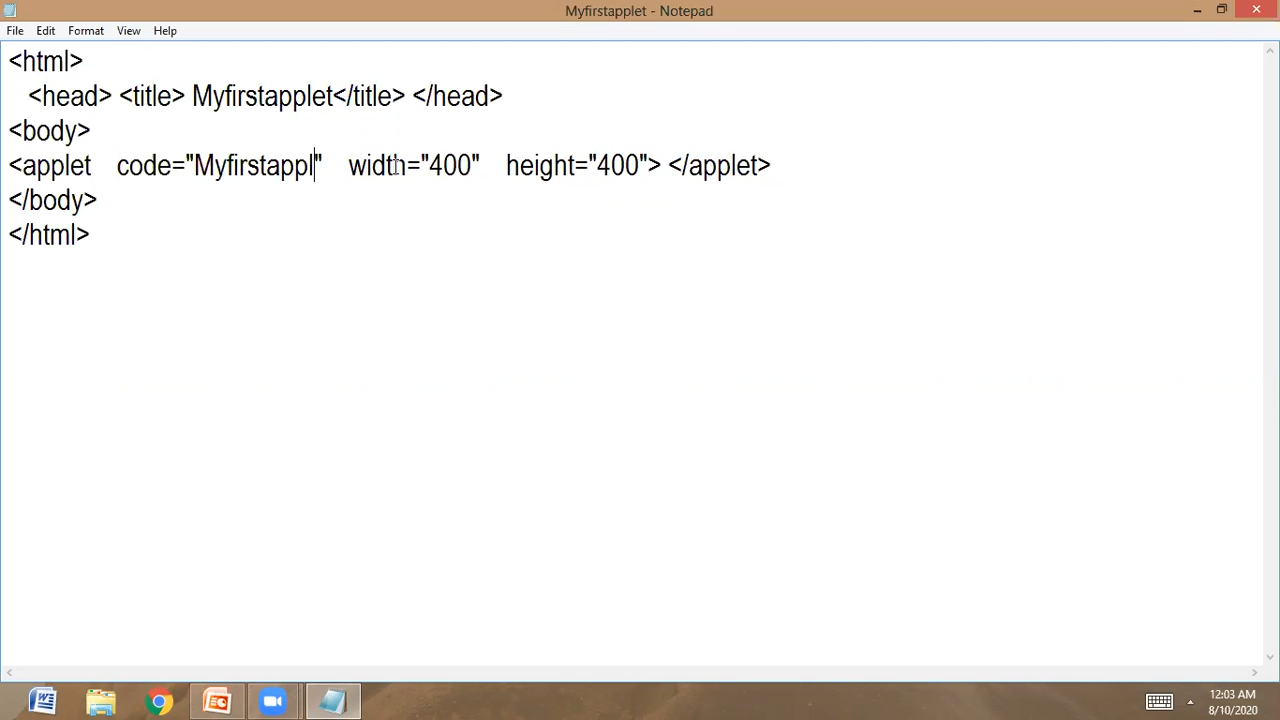 Myfirstapplet - Notepad
File Edit Format View Help
<html>
<head> <title> Myfirstapplet</title> </head>
<body>
<applet code="Myfirstappl" width="400" height="400"> </applet>
</body>
</html>
12:03 AM
8/10/2020